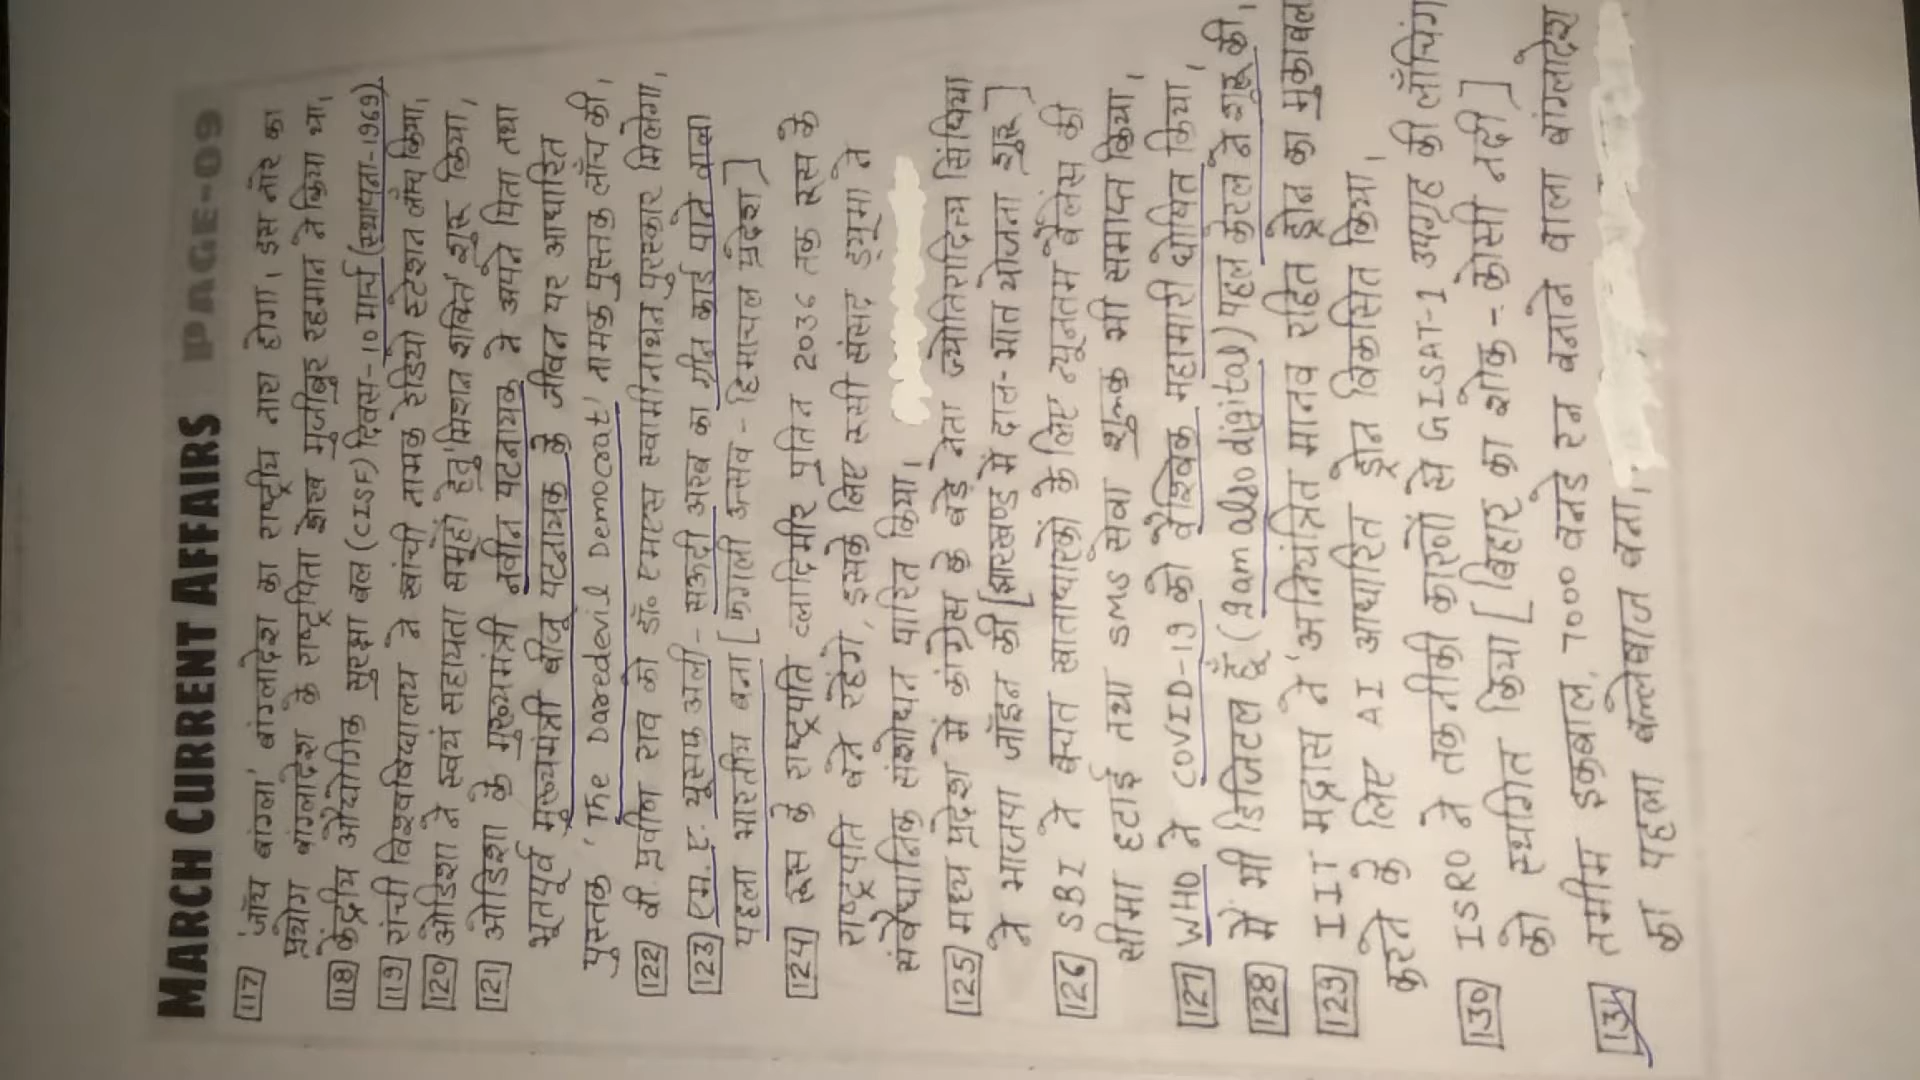 MARCH CURRENT AFFAIRS PAGE-09
117 'जॉय बांग्ला' बांग्लादेश का राष्ट्रीय नारा होगा। इस नारे का
प्रयोग बांग्लादेश के राष्ट्रपिता शेख मुजीबुर रहमान ने किया था।
118 केंद्रीय औद्योगिक सुरक्षा बल (CISF) दिवस-10 मार्च (स्थापना-1969)
119 रांची विश्वविद्यालय ने खांची नामक रेडियो स्टेशन लॉन्च किया।
120 ओडिशा ने स्वयं सहायता समूहों हेतु 'मिशन शक्ति' शुरू किया।
121 ओडिशा के मुख्यमंत्री नवीन पटनायक ने अपने पिता तथा
भूतपूर्व मुख्यमंत्री बीजू पटनायक के जीवन पर आधारित
पुस्तक 'The Daredevil Democrat' नामक पुस्तक लॉंच की।
122 वी. प्रवीण राव को डॉ॰ एमएस स्वामीनाथन पुरस्कार मिलेगा।
123 एम. ए. यूसुफ अली - सऊदी अरब का ग्रीन कार्ड पाने वाला
पहला भारतीय बना [फगली उत्सव - हिमाचल प्रदेश]
124 रूस के राष्ट्रपति व्लादिमीर पुतिन 2036 तक रूस के
राष्ट्रपति बने रहेंगे, इसके लिए रूसी संसद ड्यूमा ने
संवैधानिक संशोधन पारित किया।
125 मध्य प्रदेश में कांग्रेस के बड़े नेता ज्योतिरादित्य सिंधिया
ने भाजपा जॉइन की [झारखण्ड में दाल-भात योजना शुरू]
126 SBI ने बचत खाताधारकों के लिए न्यूनतम बैलेंस की
सीमा हटाई तथा SMS सेवा शुल्क भी समाप्त किया।
127 WHO ने COVID-19 को वैश्विक महामारी घोषित किया।
128 मैं भी डिजिटल हूँ (I am also digital) पहल केरल ने शुरू की।
129 IIT मद्रास ने 'अनियंत्रित मानव रहित ड्रोन का मुकाबल
करने के लिए AI आधारित ड्रोन विकसित किया।
130 ISRO ने तकनीकी कारणों से GISAT-1 उपग्रह की लॉंचिंग
को स्थगित किया [बिहार का शोक - कोसी नदी]
131 तमीम इकबाल, 7000 वनडे रन बनाने वाला बांग्लादेश
का पहला बल्लेबाज बना।